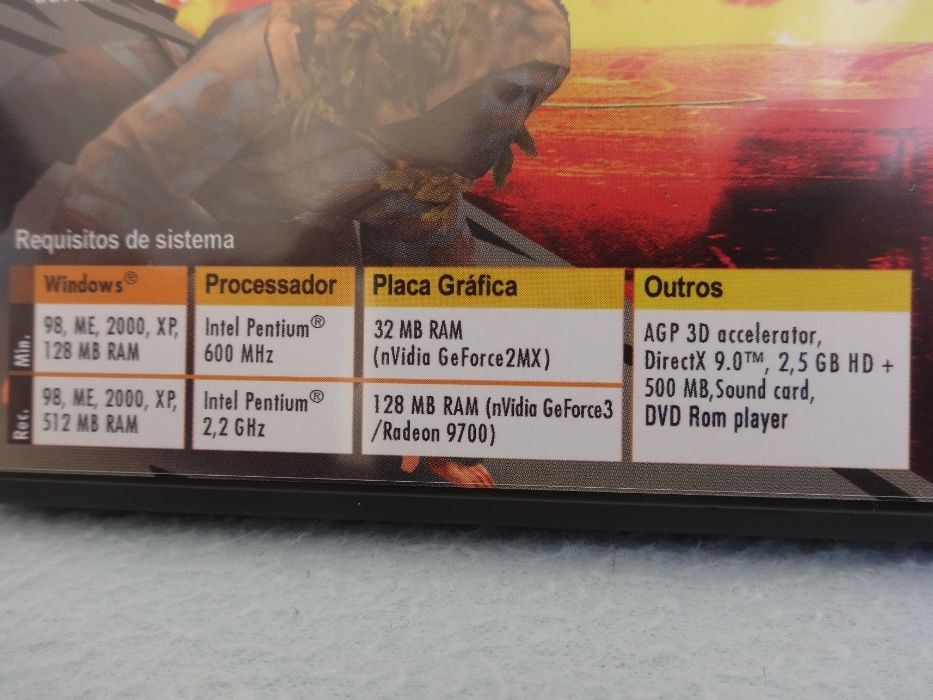 Requisitos de sistema
Windows® Processador Placa Gráfica Outros
Min.
98, ME, 2000, XP,
128 MB RAM
Intel Pentium®
600 MHz
32 MB RAM
(nVidia GeForce2MX)
AGP 3D accelerator,
DirectX 9.0™, 2,5 GB HD +
500 MB,Sound card,
DVD Rom player
Rec.
98, ME, 2000, XP,
512 MB RAM
Intel Pentium®
2,2 GHz
128 MB RAM (nVidia GeForce3
/Radeon 9700)